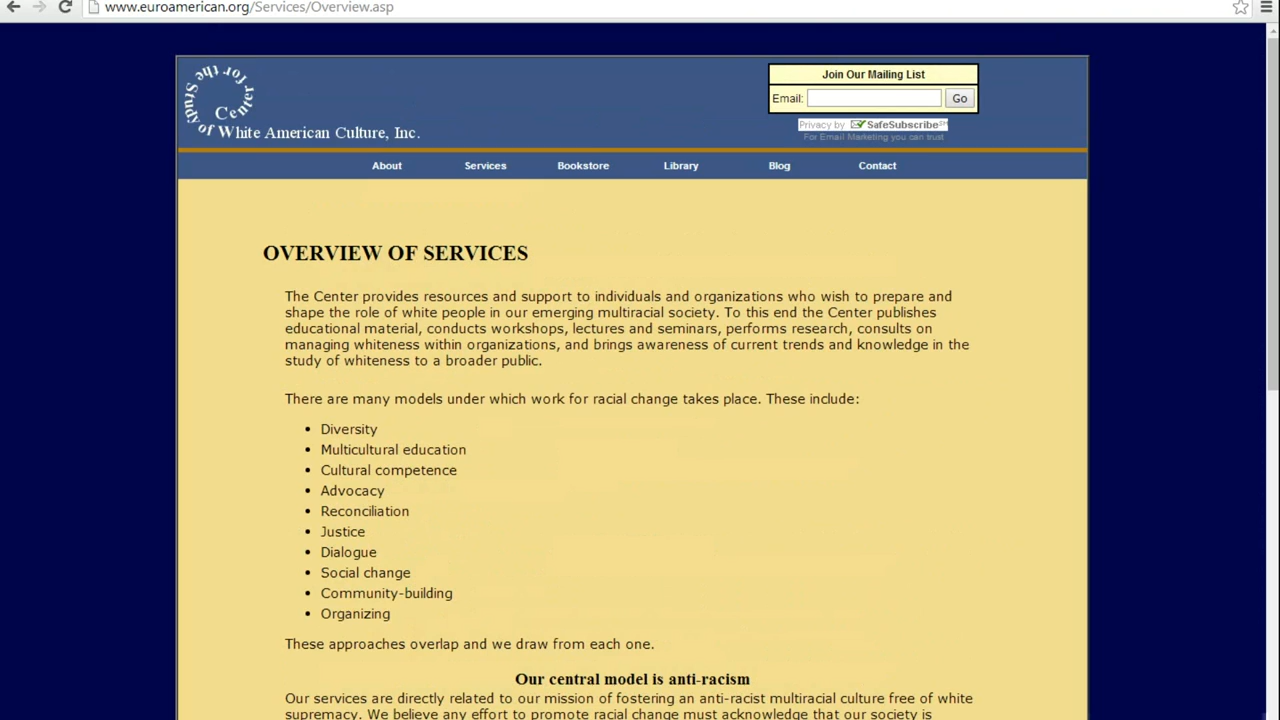 www.euroamerican.org/Services/Overview.asp
Center for the Study
of White American Culture, Inc.
Join Our Mailing List
Email: Go
Privacy by SafeSubscribe℠
For Email Marketing you can trust
About Services Bookstore Library Blog Contact
OVERVIEW OF SERVICES
The Center provides resources and support to individuals and organizations who wish to prepare and
shape the role of white people in our emerging multiracial society. To this end the Center publishes
educational material, conducts workshops, lectures and seminars, performs research, consults on
managing whiteness within organizations, and brings awareness of current trends and knowledge in the
study of whiteness to a broader public.
There are many models under which work for racial change takes place. These include:
• Diversity
• Multicultural education
• Cultural competence
• Advocacy
• Reconciliation
• Justice
• Dialogue
• Social change
• Community-building
• Organizing
These approaches overlap and we draw from each one.
Our central model is anti-racism
Our services are directly related to our mission of fostering an anti-racist multiracial culture free of white
supremacy. We believe any effort to promote racial change must acknowledge that our society is